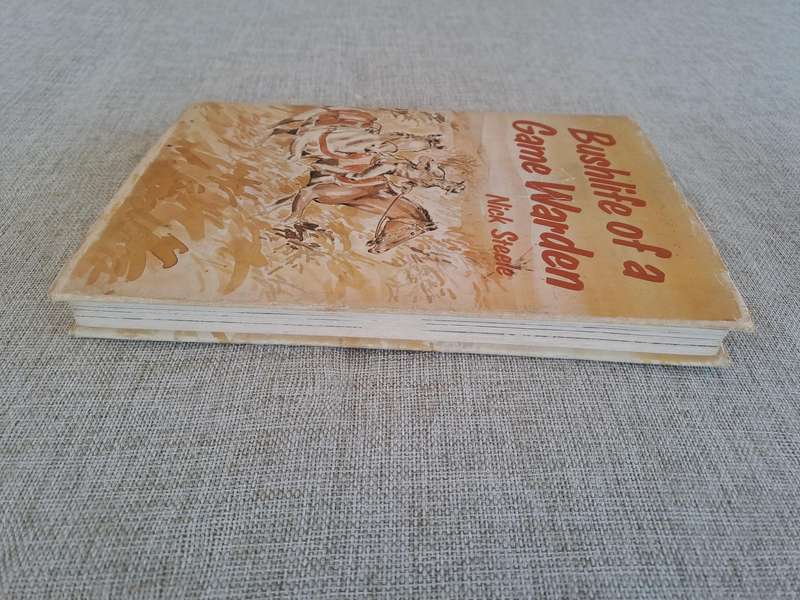 Bushlife of a
Game Warden
Nick Steele